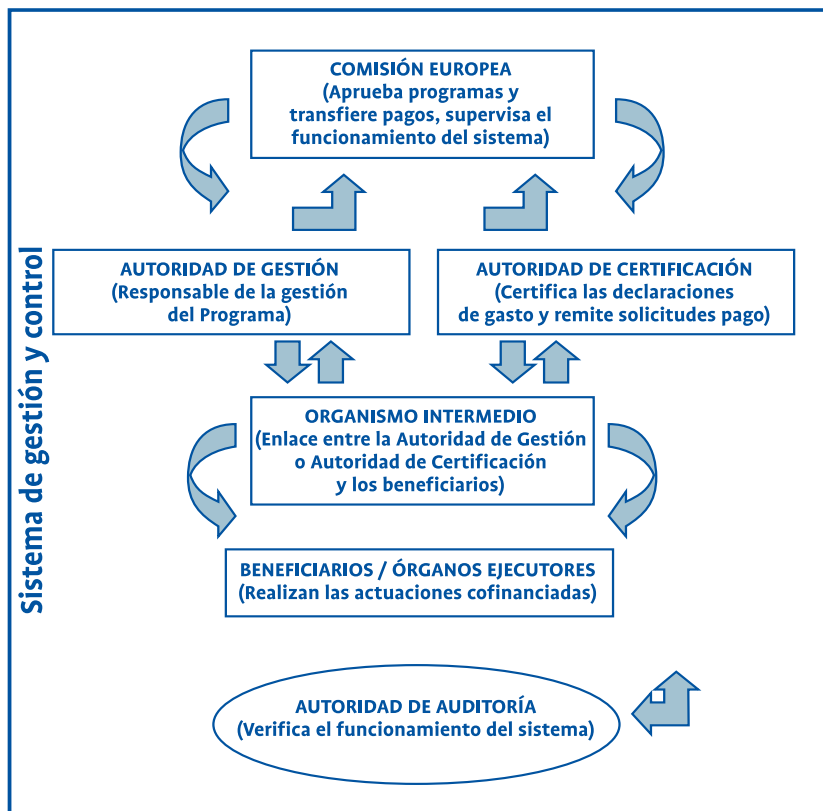 Sistema de gestión y control
COMISIÓN EUROPEA
(Aprueba programas y
transfiere pagos, supervisa el
funcionamiento del sistema)
AUTORIDAD DE GESTIÓN
(Responsable de la gestión
del Programa)
AUTORIDAD DE CERTIFICACIÓN
(Certifica las declaraciones
de gasto y remite solicitudes pago)
ORGANISMO INTERMEDIO
(Enlace entre la Autoridad de Gestión
o Autoridad de Certificación
y los beneficiarios)
BENEFICIARIOS / ÓRGANOS EJECUTORES
(Realizan las actuaciones cofinanciadas)
AUTORIDAD DE AUDITORÍA
(Verifica el funcionamiento del sistema)